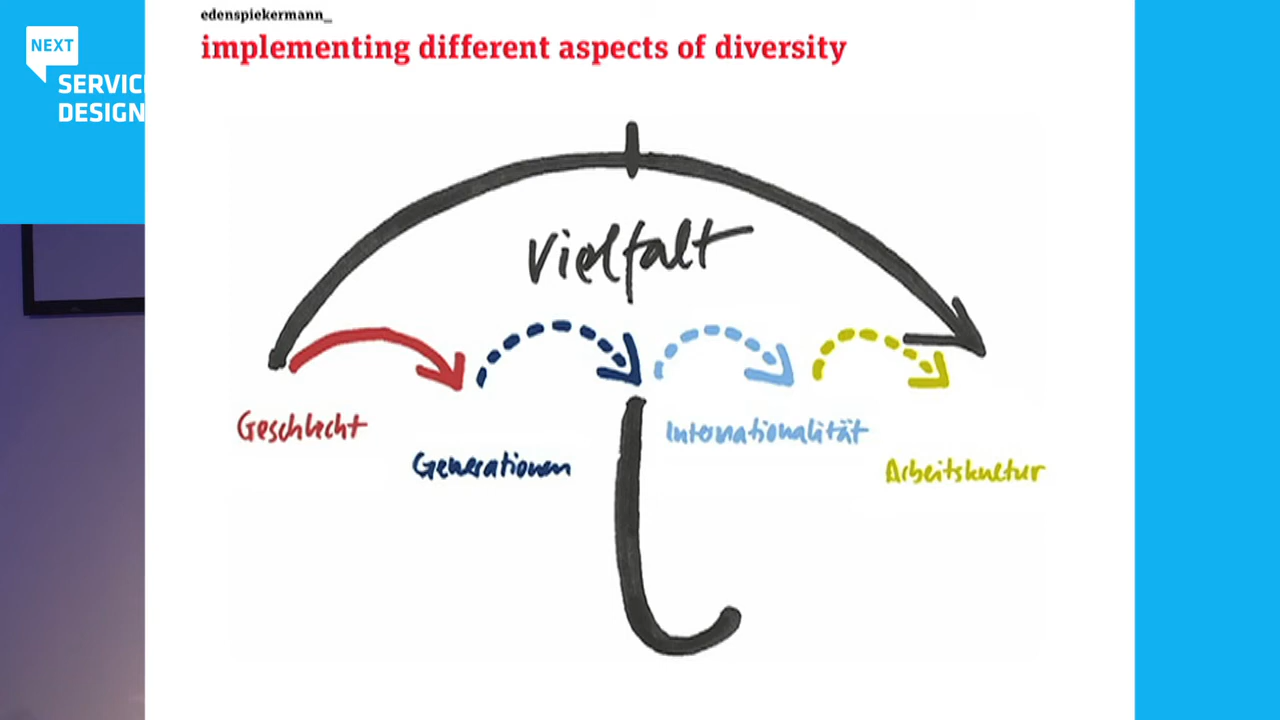 edenspiekermann_
implementing different aspects of diversity
NEXT
SERVIC
DESIGN
Vielfalt
Geschlecht
Generationen
Internationalität
Arbeitskultur